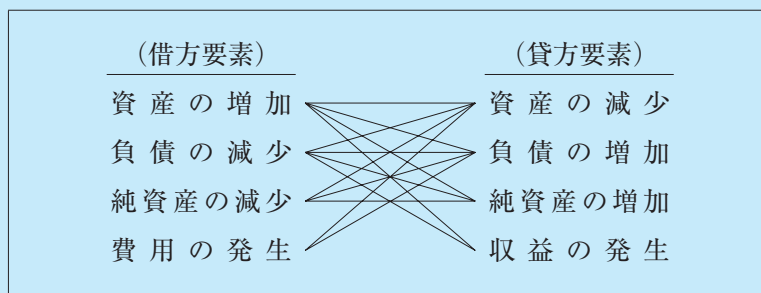 （借方要素） （貸方要素）
資産の増加 資産の減少
負債の減少 負債の増加
純資産の減少 純資産の増加
費用の発生 収益の発生